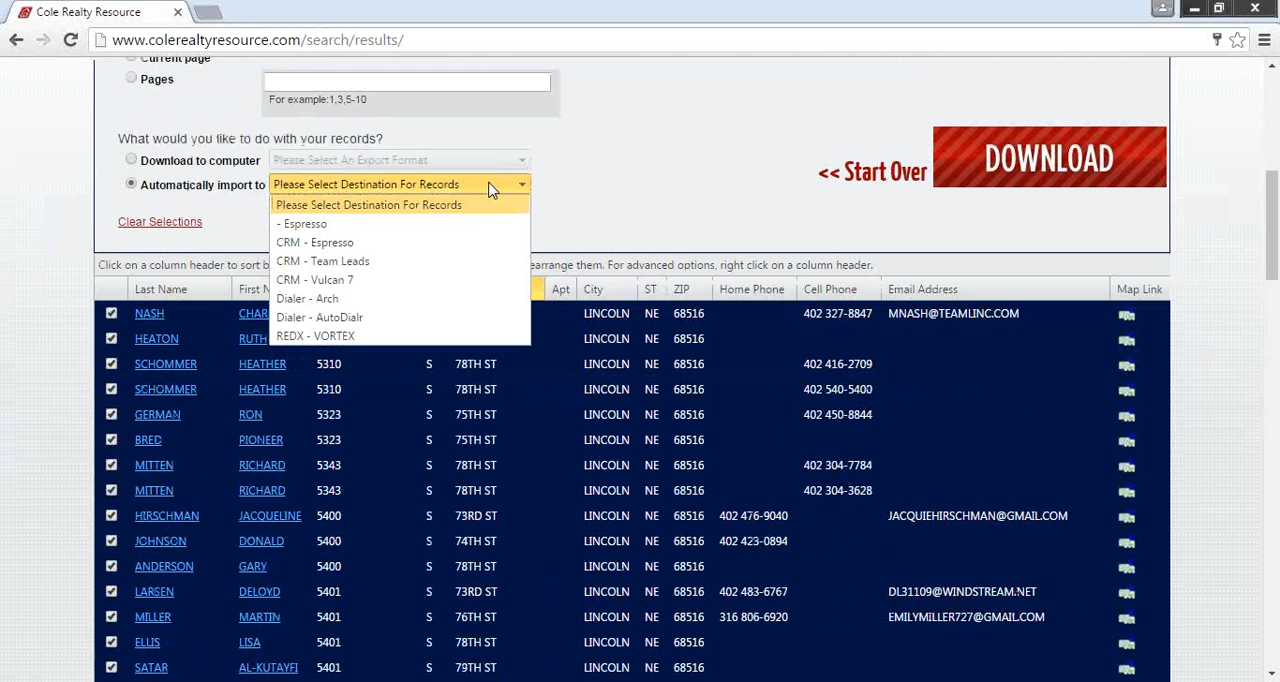 Cole Realty Resource
www.colerealtyresource.com/search/results/
Current page
Pages
For example:1,3,5-10
What would you like to do with your records?
Download to computer Please Select An Export Format
Automatically import to Please Select Destination For Records
Please Select Destination For Records
- Espresso
CRM - Espresso
CRM - Team Leads
CRM - Vulcan 7
Dialer - Arch
Dialer - AutoDialr
REDX - VORTEX
Clear Selections
<< Start Over DOWNLOAD
Click on a column header to sort b earrange them. For advanced options, right click on a column header.
Last Name First N Apt City ST ZIP Home Phone Cell Phone Email Address Map Link
NASH CHAR LINCOLN NE 68516 402 327-8847 MNASH@TEAMLINC.COM
HEATON RUTH LINCOLN NE 68516
SCHOMMER HEATHER 5310 S 78TH ST LINCOLN NE 68516 402 416-2709
SCHOMMER HEATHER 5310 S 78TH ST LINCOLN NE 68516 402 540-5400
GERMAN RON 5323 S 75TH ST LINCOLN NE 68516 402 450-8844
BRED PIONEER 5323 S 75TH ST LINCOLN NE 68516
MITTEN RICHARD 5343 S 78TH ST LINCOLN NE 68516 402 304-7784
MITTEN RICHARD 5343 S 78TH ST LINCOLN NE 68516 402 304-3628
HIRSCHMAN JACQUELINE 5400 S 73RD ST LINCOLN NE 68516 402 476-9040 JACQUIEHIRSCHMAN@GMAIL.COM
JOHNSON DONALD 5400 S 74TH ST LINCOLN NE 68516 402 423-0894
ANDERSON GARY 5400 S 78TH ST LINCOLN NE 68516
LARSEN DELOYD 5401 S 73RD ST LINCOLN NE 68516 402 483-6767 DL31109@WINDSTREAM.NET
MILLER MARTIN 5401 S 76TH ST LINCOLN NE 68516 316 806-6920 EMILYMILLER727@GMAIL.COM
ELLIS LISA 5401 S 78TH ST LINCOLN NE 68516
SATAR AL-KUTAYFI 5401 S 79TH ST LINCOLN NE 68516